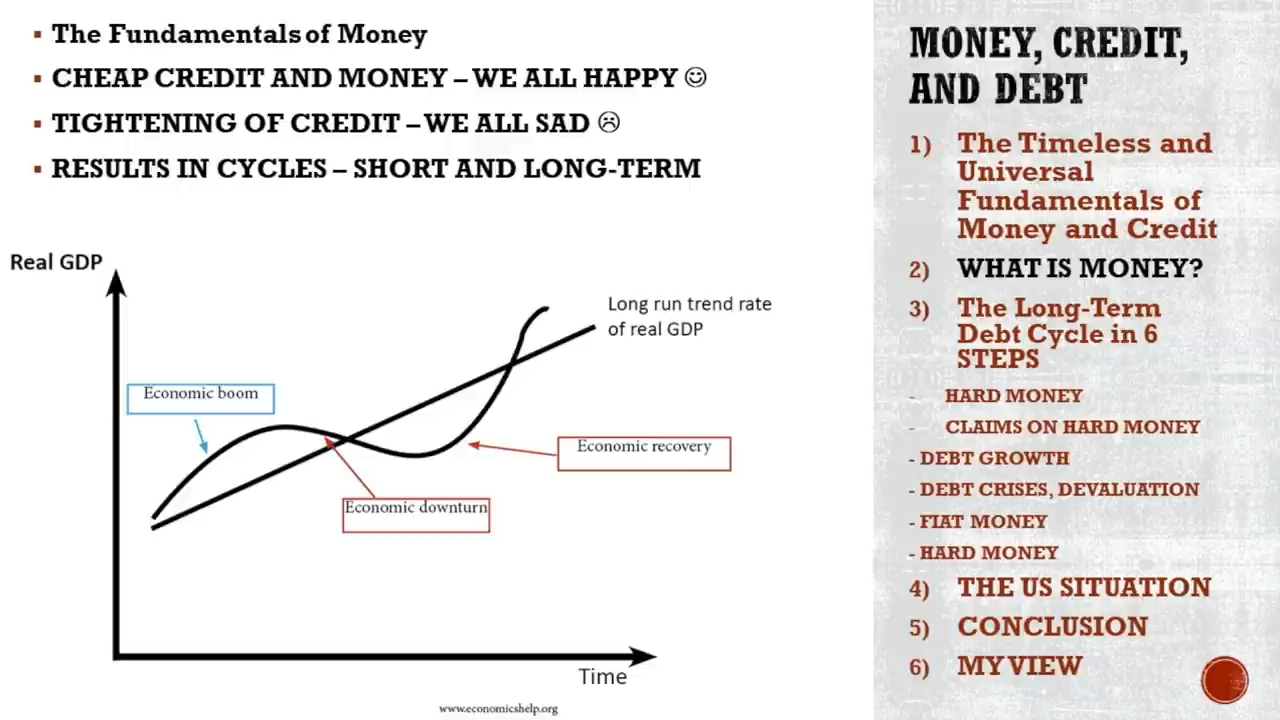 ▪ The Fundamentals of Money
▪ CHEAP CREDIT AND MONEY – WE ALL HAPPY ☺
▪ TIGHTENING OF CREDIT – WE ALL SAD ☹
▪ RESULTS IN CYCLES – SHORT AND LONG-TERM
Real GDP
Long run trend rate
of real GDP
Economic boom
Economic recovery
Economic downturn
Time
www.economicshelp.org
MONEY, CREDIT,
AND DEBT
1) The Timeless and
Universal
Fundamentals of
Money and Credit
2) WHAT IS MONEY?
3) The Long-Term
Debt Cycle in 6
STEPS
- HARD MONEY
- CLAIMS ON HARD MONEY
- DEBT GROWTH
- DEBT CRISES, DEVALUATION
- FIAT MONEY
- HARD MONEY
4) THE US SITUATION
5) CONCLUSION
6) MY VIEW